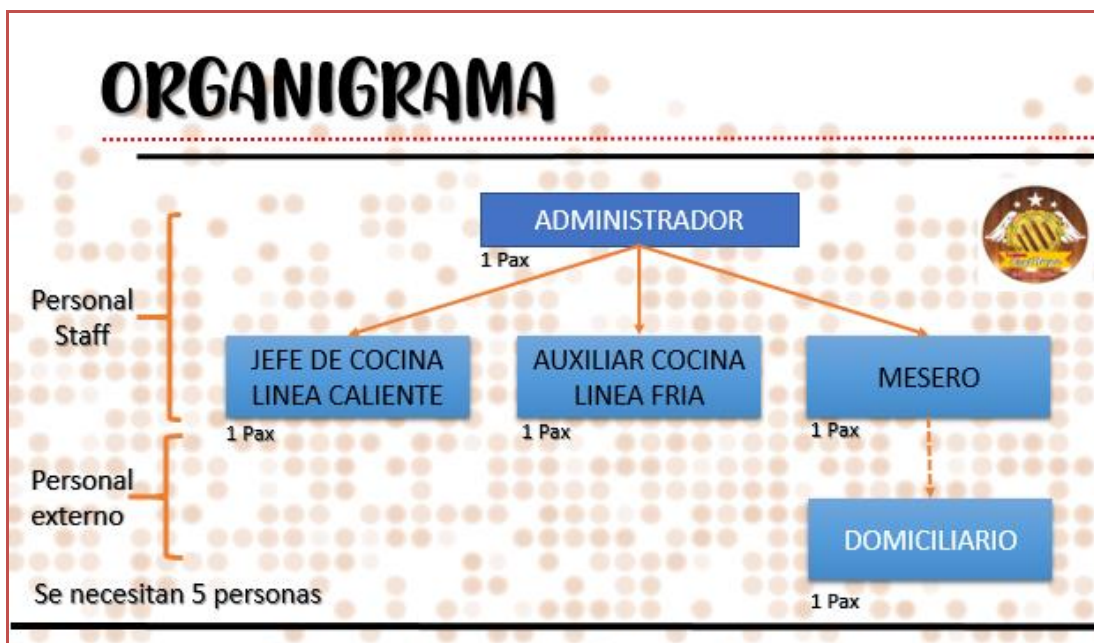 ORGANIGRAMA
ADMINISTRADOR
1 Pax
Personal
Staff
JEFE DE COCINA
LINEA CALIENTE
1 Pax
AUXILIAR COCINA
LINEA FRIA
1 Pax
MESERO
1 Pax
Personal
externo
DOMICILIARIO
1 Pax
Se necesitan 5 personas